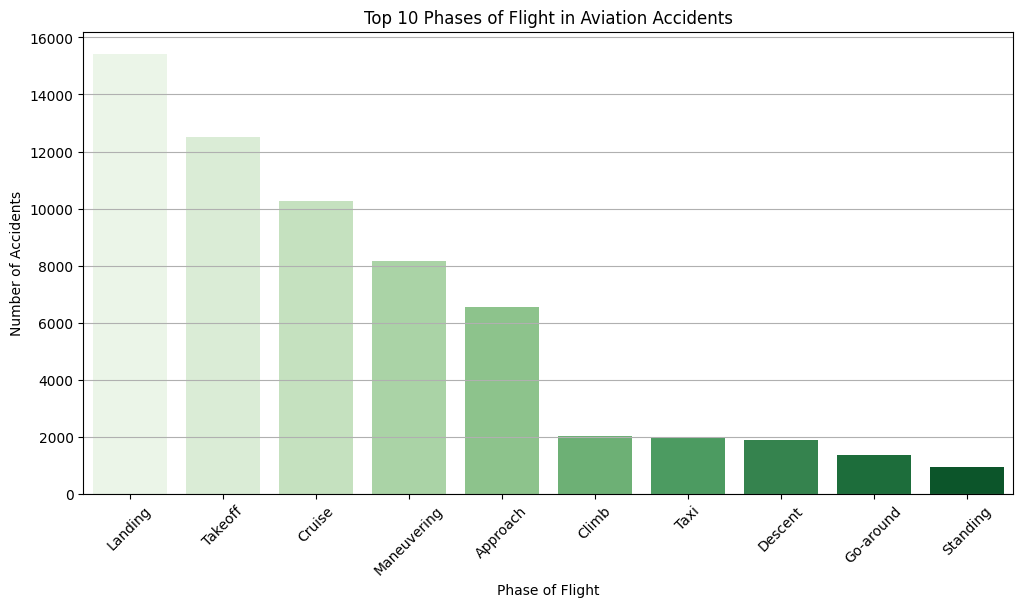 Top 10 Phases of Flight in Aviation Accidents
Number of Accidents
16000
14000
12000
10000
8000
6000
4000
2000
0
Landing
Takeoff
Cruise
Maneuvering
Approach
Climb
Taxi
Descent
Go-around
Standing
Phase of Flight